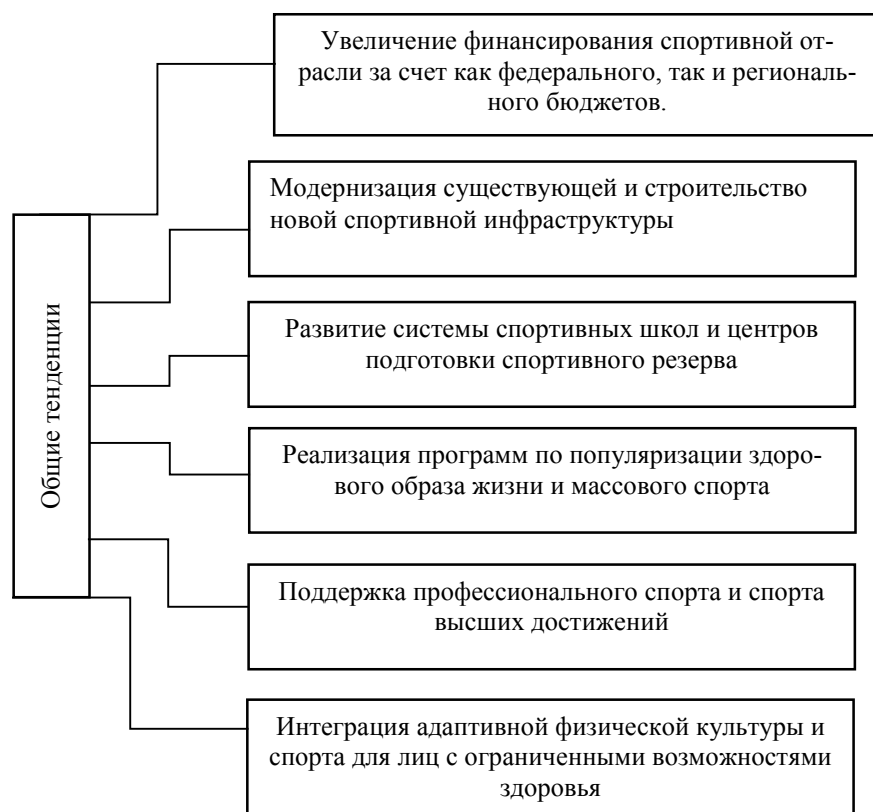 Увеличение финансирования спортивной от-
расли за счет как федерального, так и региональ-
ного бюджетов.
Модернизация существующей и строительство
новой спортивной инфраструктуры
Развитие системы спортивных школ и центров
подготовки спортивного резерва
Общие тенденции
Реализация программ по популяризации здоро-
вого образа жизни и массового спорта
Поддержка профессионального спорта и спорта
высших достижений
Интеграция адаптивной физической культуры и
спорта для лиц с ограниченными возможностями
здоровья